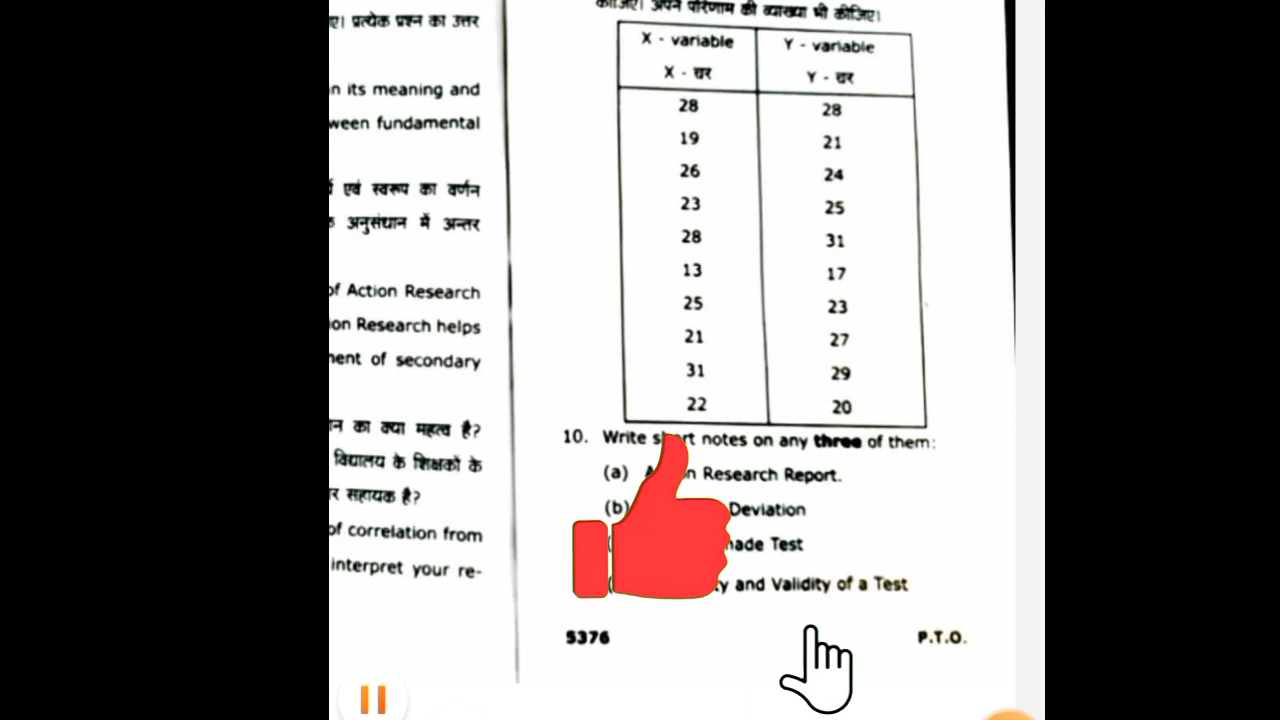 ए। प्रत्येक प्रश्न का उत्तर
n its meaning and
ween fundamental
एवं स्वरूप का वर्णन
अनुसंधान में अन्तर
of Action Research
ion Research helps
ment of secondary
न का क्या महत्व है?
विद्यालय के शिक्षकों के
र सहायक है?
of correlation from
interpret your re-
कीजिए। अपने परिणाम की व्याख्या भी कीजिए।
X - variable Y - variable
X - चर Y - चर
28 28
19 21
26 24
23 25
28 31
13 17
25 23
21 27
31 29
22 20
10. Write short notes on any three of them:
(a) Action Research Report.
(b) Deviation
made Test
ty and Validity of a Test
5376 P.T.O.